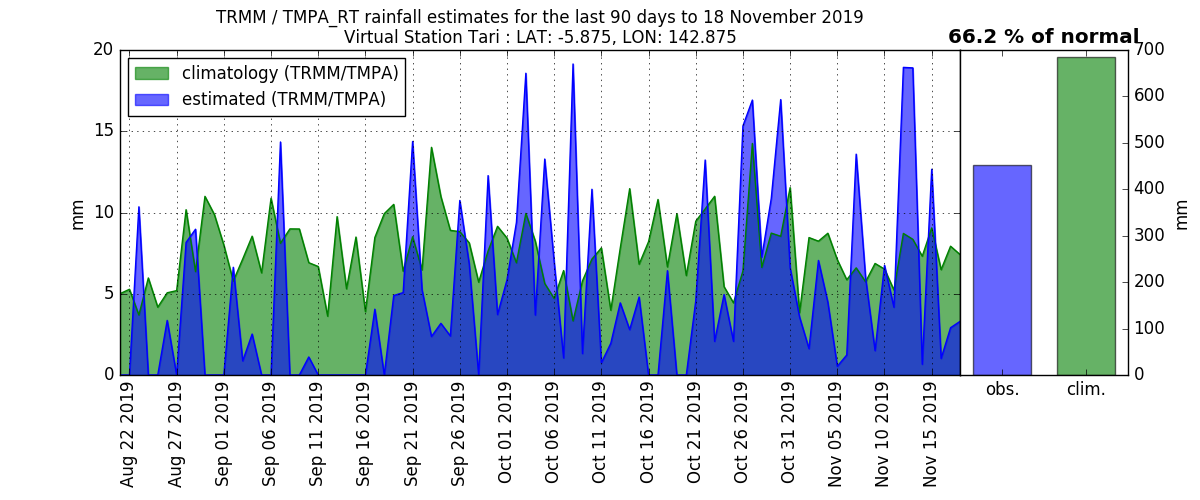 TRMM / TMPA_RT rainfall estimates for the last 90 days to 18 November 2019
Virtual Station Tari : LAT: -5.875, LON: 142.875
66.2 % of normal
climatology (TRMM/TMPA)
estimated (TRMM/TMPA)
20
15
10
5
0
mm
700
600
500
400
300
200
100
0
mm
obs.
clim.
Aug 22 2019
Aug 27 2019
Sep 01 2019
Sep 06 2019
Sep 11 2019
Sep 16 2019
Sep 21 2019
Sep 26 2019
Oct 01 2019
Oct 06 2019
Oct 11 2019
Oct 16 2019
Oct 21 2019
Oct 26 2019
Oct 31 2019
Nov 05 2019
Nov 10 2019
Nov 15 2019